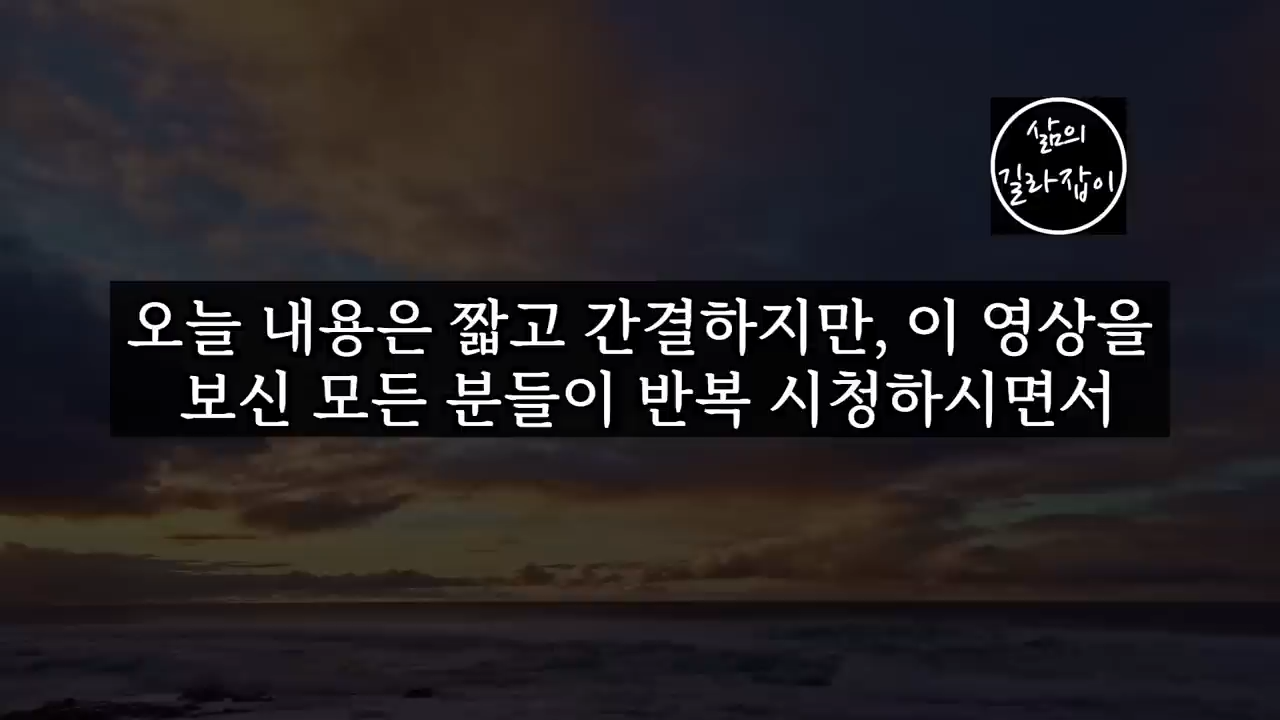 삶의
길라잡이
오늘 내용은 짧고 간결하지만, 이 영상을
보신 모든 분들이 반복 시청하시면서